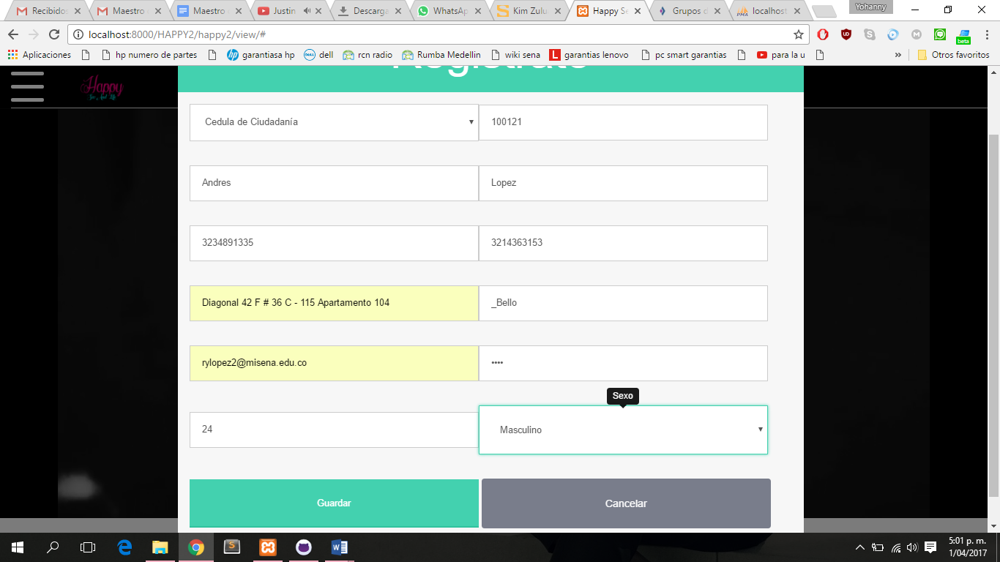 Recibidos
Maestro
Maestro
Justin
Descarga
WhatsAp
Kim Zulu
Happy Se
Grupos d
localhost
Yohanny
localhost:8000/HAPPY2/happy2/view/#
Aplicaciones
hp numero de partes
garantiasa hp
dell
rcn radio
Rumba Medellin
wiki sena
garantias lenovo
pc smart garantias
para la u
»
Otros favoritos
beta
Happy
Registrate
Cedula de Ciudadanía
100121
Andres
Lopez
3234891335
3214363153
Diagonal 42 F # 36 C - 115 Apartamento 104
_Bello
rylopez2@misena.edu.co
••••
Sexo
24
Masculino
Guardar
Cancelar
5:01 p. m.
1/04/2017